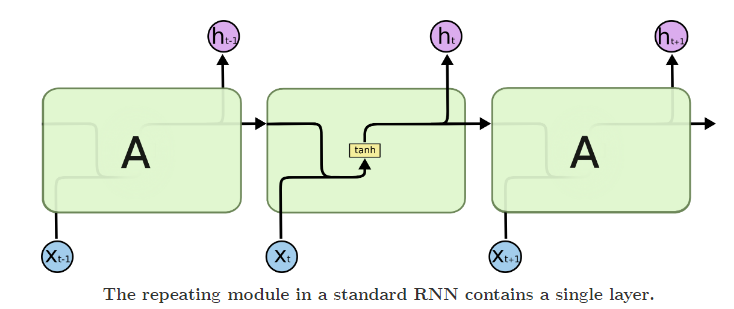 ht-1 ht ht+1
A tanh A
xt-1 xt xt+1
The repeating module in a standard RNN contains a single layer.